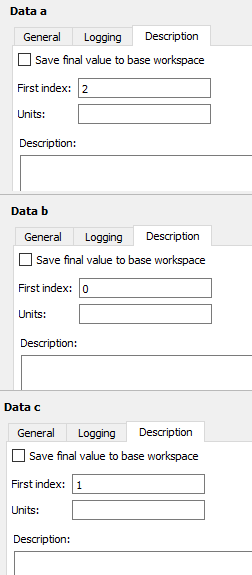 Data a
General Logging Description
Save final value to base workspace
First index: 2
Units:
Description:
Data b
General Logging Description
Save final value to base workspace
First index: 0
Units:
Description:
Data c
General Logging Description
Save final value to base workspace
First index: 1
Units:
Description: